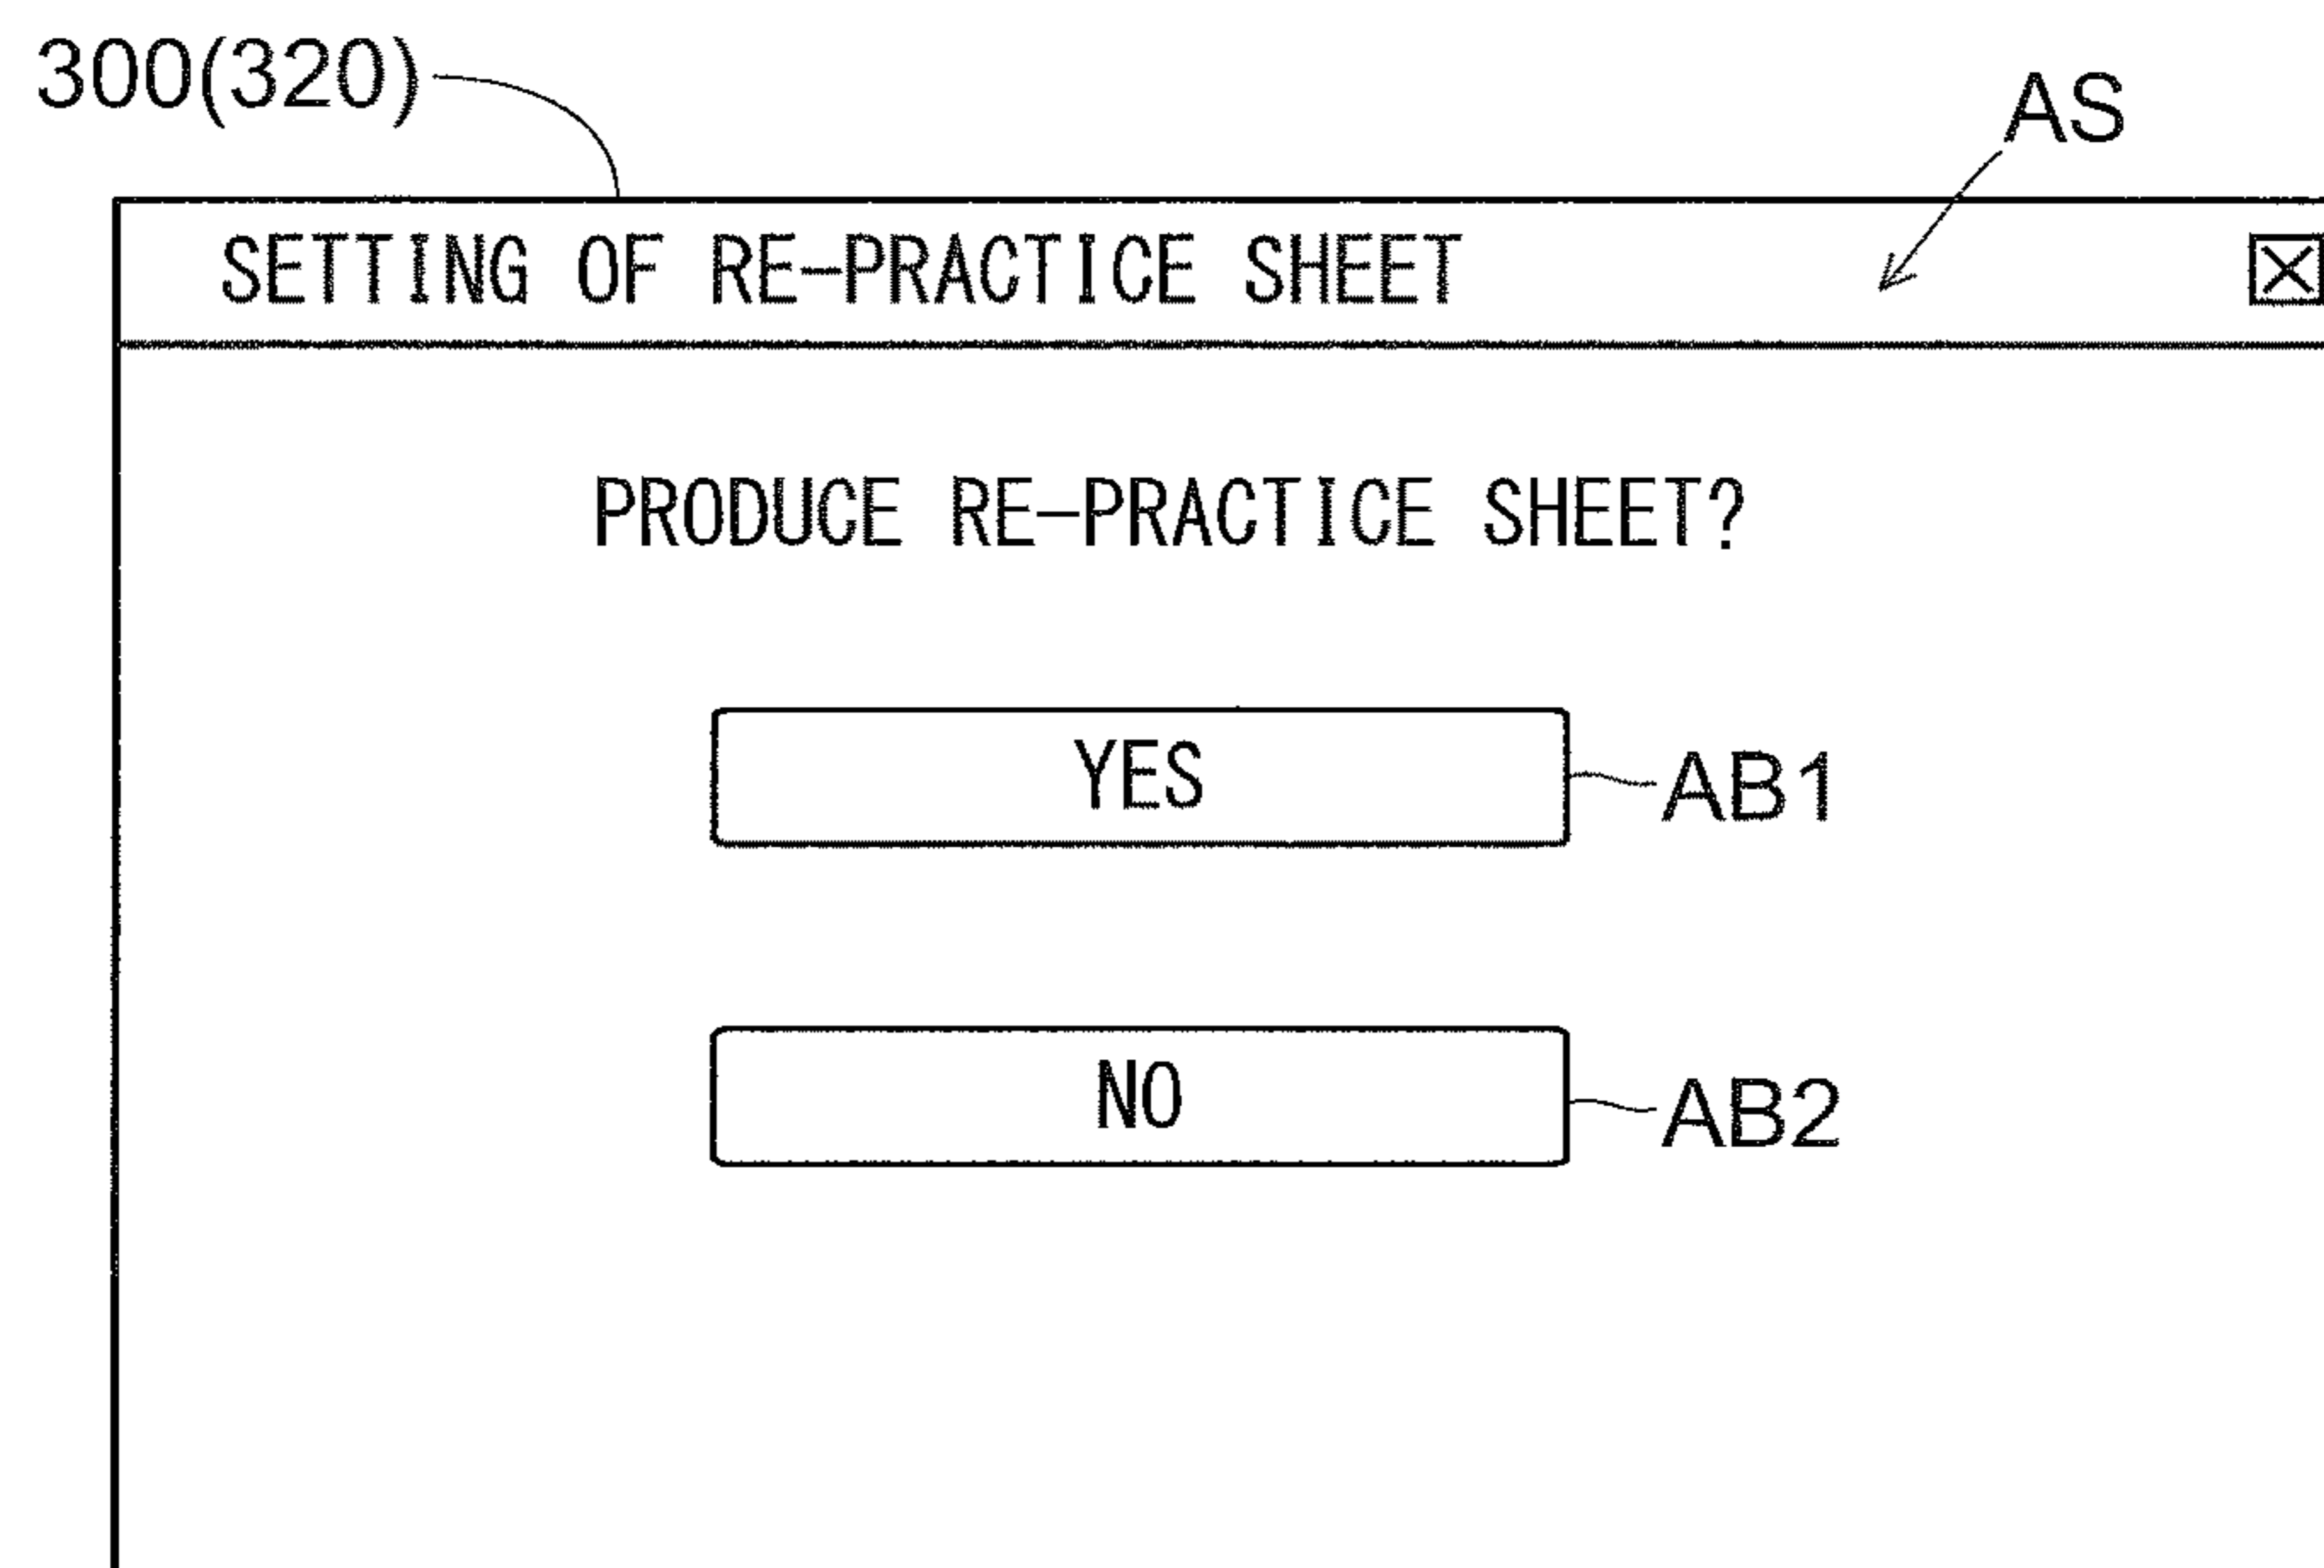 300(320)
AS
SETTING OF RE-PRACTICE SHEET
PRODUCE RE-PRACTICE SHEET?
YES
AB1
NO
AB2